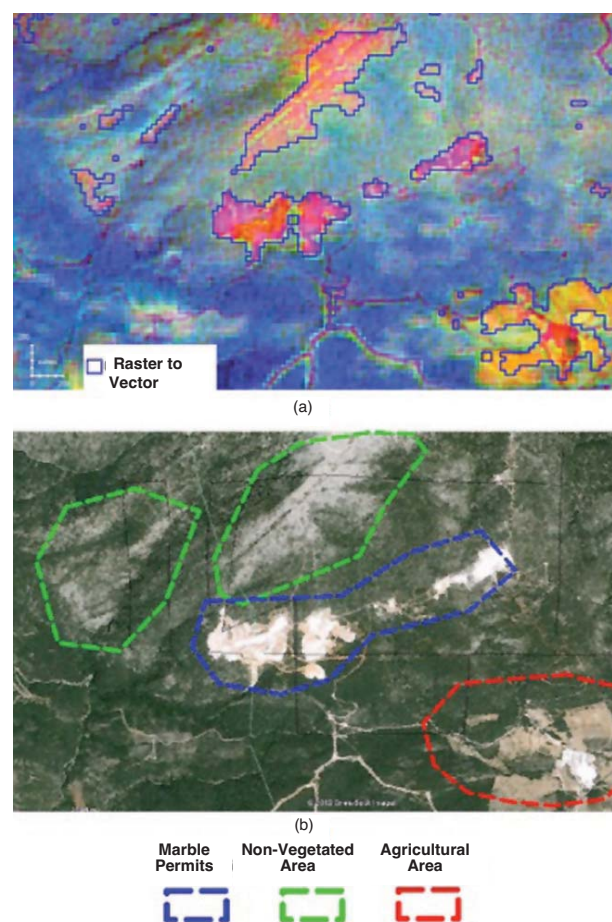 Raster to
Vector
(a)
(b)
Marble
Permits
Non-Vegetated
Area
Agricultural
Area